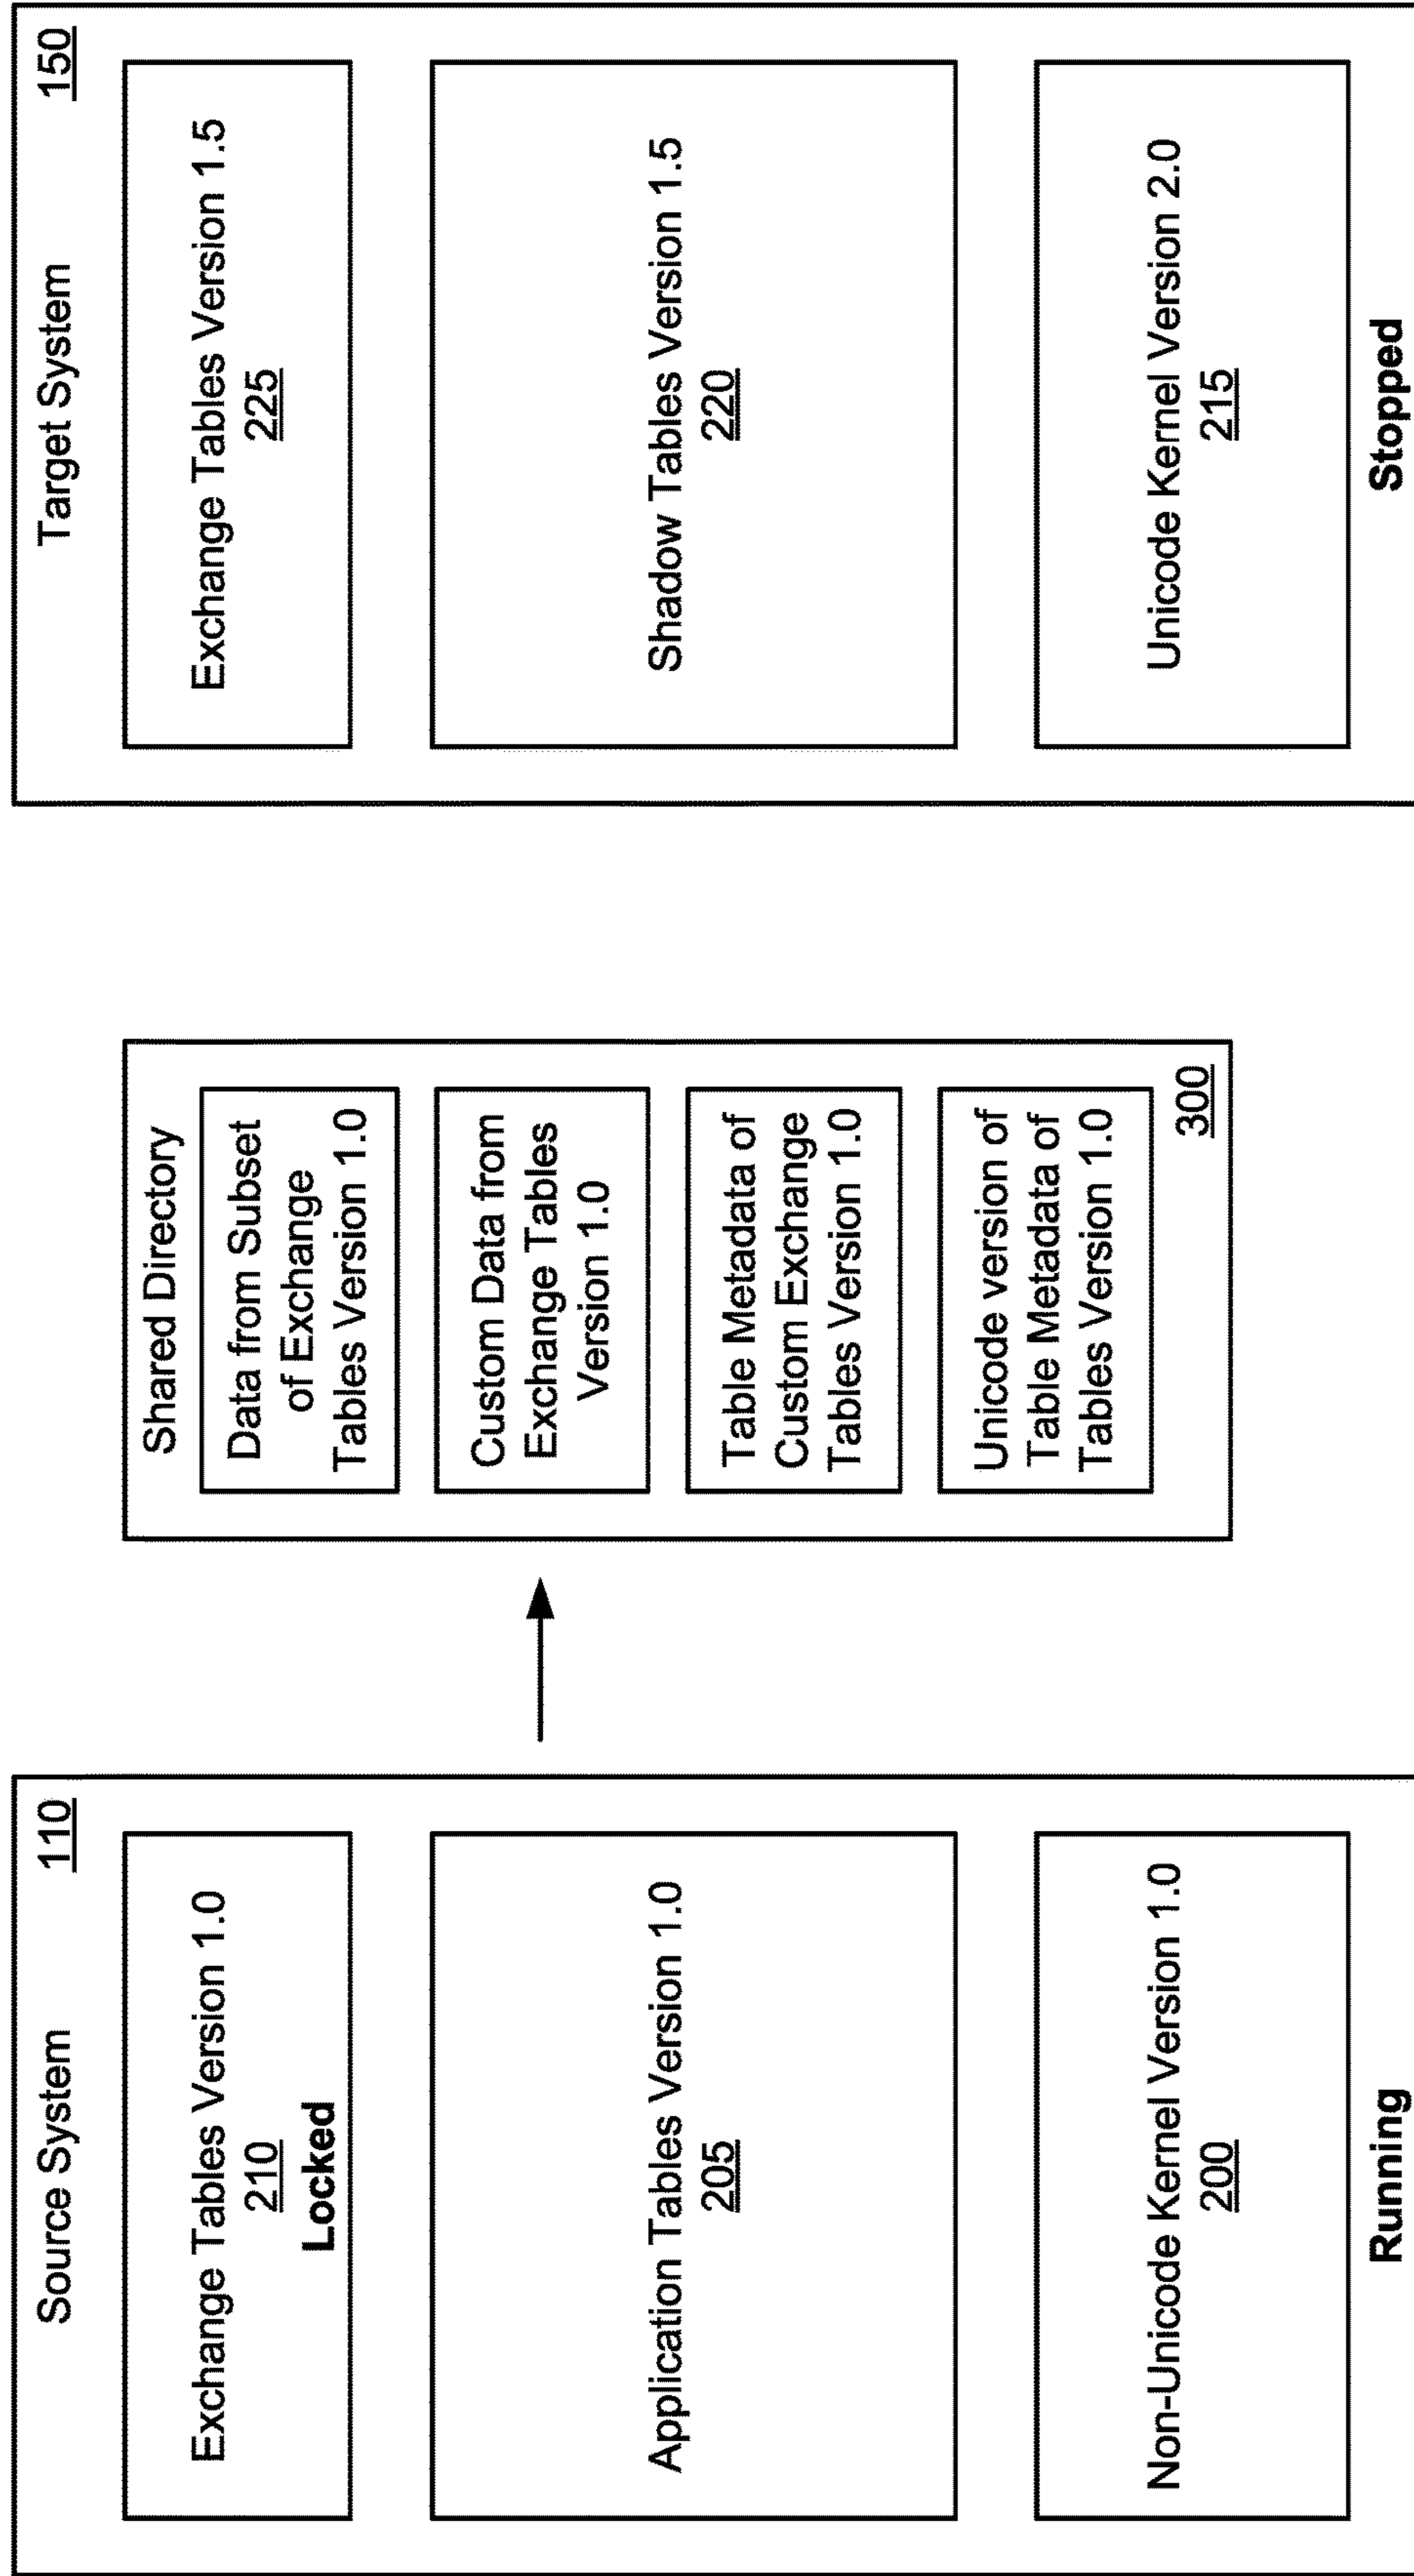 Source System
110
Exchange Tables Version 1.0
210
Locked
Application Tables Version 1.0
205
Non-Unicode Kernel Version 1.0
200
Running
Shared Directory
Data from Subset
of Exchange
Tables Version 1.0
Custom Data from
Exchange Tables
Version 1.0
Table Metadata of
Custom Exchange
Tables Version 1.0
Unicode version of
Table Metadata of
Tables Version 1.0
300
Target System
150
Exchange Tables Version 1.5
225
Shadow Tables Version 1.5
220
Unicode Kernel Version 2.0
215
Stopped